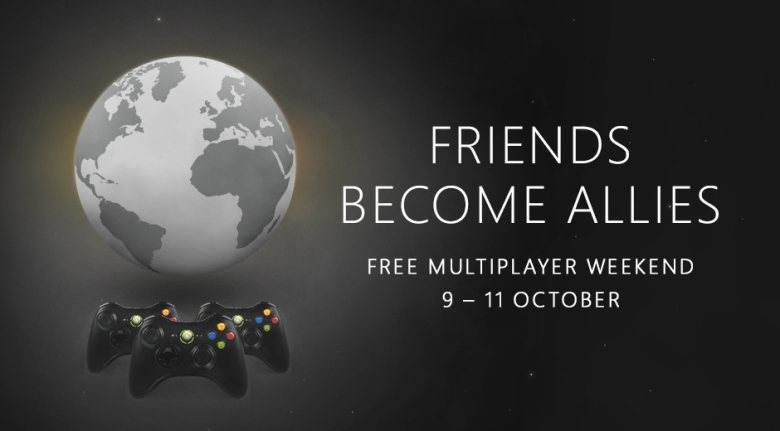 FRIENDS
BECOME ALLIES
FREE MULTIPLAYER WEEKEND
9 – 11 OCTOBER